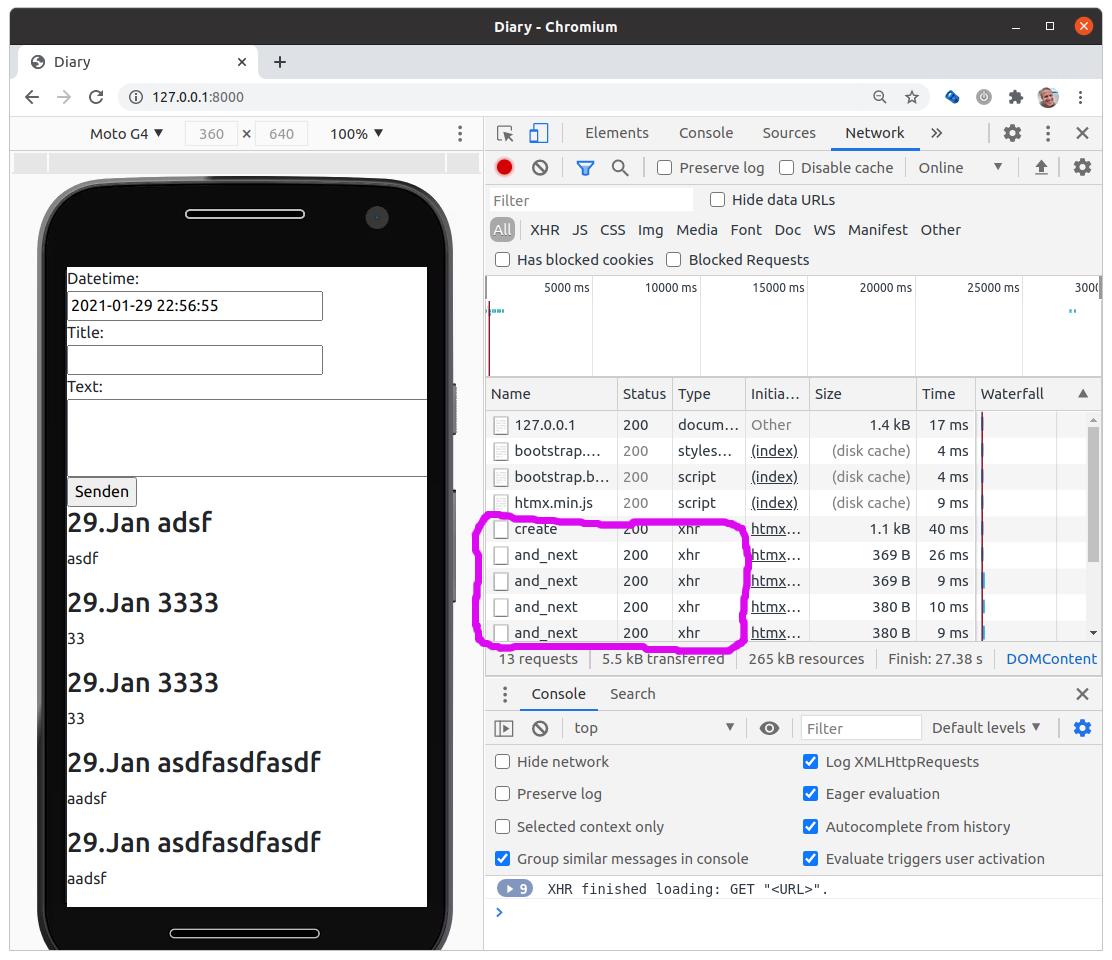 Diary - Chromium
Diary
127.0.0.1:8000
Moto G4 ▼ 360 × 640 100% ▼
Elements Console Sources Network »
Preserve log Disable cache Online ▼
Filter Hide data URLs
All XHR JS CSS Img Media Font Doc WS Manifest Other
Has blocked cookies Blocked Requests
5000 ms 10000 ms 15000 ms 20000 ms 25000 ms 3000
Name Status Type Initia... Size Time Waterfall ▲
127.0.0.1 200 docum... Other 1.4 kB 17 ms
bootstrap.... 200 styles... (index) (disk cache) 4 ms
bootstrap.b... 200 script (index) (disk cache) 4 ms
htmx.min.js 200 script (index) (disk cache) 9 ms
create 200 xhr htmx... 1.1 kB 40 ms
and_next 200 xhr htmx... 369 B 26 ms
and_next 200 xhr htmx... 369 B 9 ms
and_next 200 xhr htmx... 380 B 10 ms
and_next 200 xhr htmx... 380 B 9 ms
13 requests 5.5 kB transferred 265 kB resources Finish: 27.38 s DOMContent
Console Search
top ▼ Filter Default levels ▼
Hide network Log XMLHttpRequests
Preserve log Eager evaluation
Selected context only Autocomplete from history
Group similar messages in console Evaluate triggers user activation
9 XHR finished loading: GET "<URL>".
Datetime:
2021-01-29 22:56:55
Title:
Text:
Senden
29.Jan adsf
asdf
29.Jan 3333
33
29.Jan 3333
33
29.Jan asdfasdfasdf
aadsf
29.Jan asdfasdfasdf
aadsf